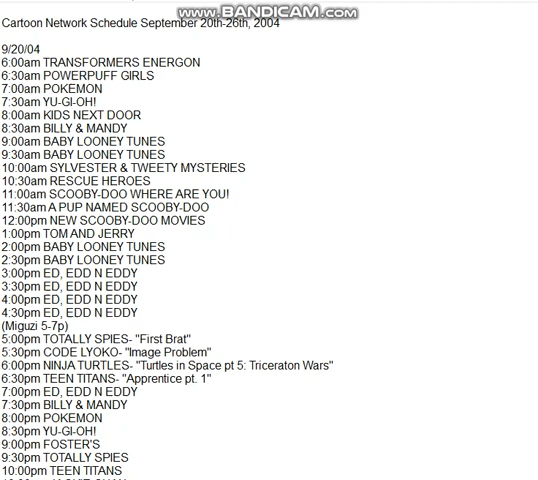 www.BANDICAM.com
Cartoon Network Schedule September 20th-26th, 2004
9/20/04
6:00am TRANSFORMERS ENERGON
6:30am POWERPUFF GIRLS
7:00am POKEMON
7:30am YU-GI-OH!
8:00am KIDS NEXT DOOR
8:30am BILLY & MANDY
9:00am BABY LOONEY TUNES
9:30am BABY LOONEY TUNES
10:00am SYLVESTER & TWEETY MYSTERIES
10:30am RESCUE HEROES
11:00am SCOOBY-DOO WHERE ARE YOU!
11:30am A PUP NAMED SCOOBY-DOO
12:00pm NEW SCOOBY-DOO MOVIES
1:00pm TOM AND JERRY
2:00pm BABY LOONEY TUNES
2:30pm BABY LOONEY TUNES
3:00pm ED, EDD N EDDY
3:30pm ED, EDD N EDDY
4:00pm ED, EDD N EDDY
4:30pm ED, EDD N EDDY
(Miguzi 5-7p)
5:00pm TOTALLY SPIES- "First Brat"
5:30pm CODE LYOKO- "Image Problem"
6:00pm NINJA TURTLES- "Turtles in Space pt 5: Triceraton Wars"
6:30pm TEEN TITANS- "Apprentice pt. 1"
7:00pm ED, EDD N EDDY
7:30pm BILLY & MANDY
8:00pm POKEMON
8:30pm YU-GI-OH!
9:00pm FOSTER'S
9:30pm TOTALLY SPIES
10:00pm TEEN TITANS